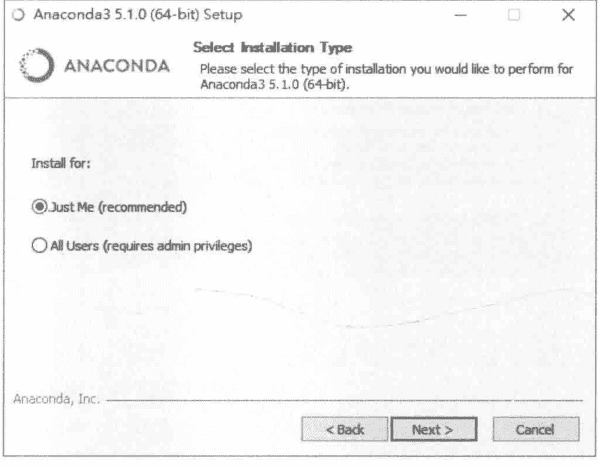 Anaconda3 5.1.0 (64-bit) Setup
ANACONDA
Select Installation Type
Please select the type of installation you would like to perform for
Anaconda3 5.1.0 (64-bit).
Install for:
Just Me (recommended)
All Users (requires admin privileges)
Anaconda, Inc.
< Back
Next >
Cancel